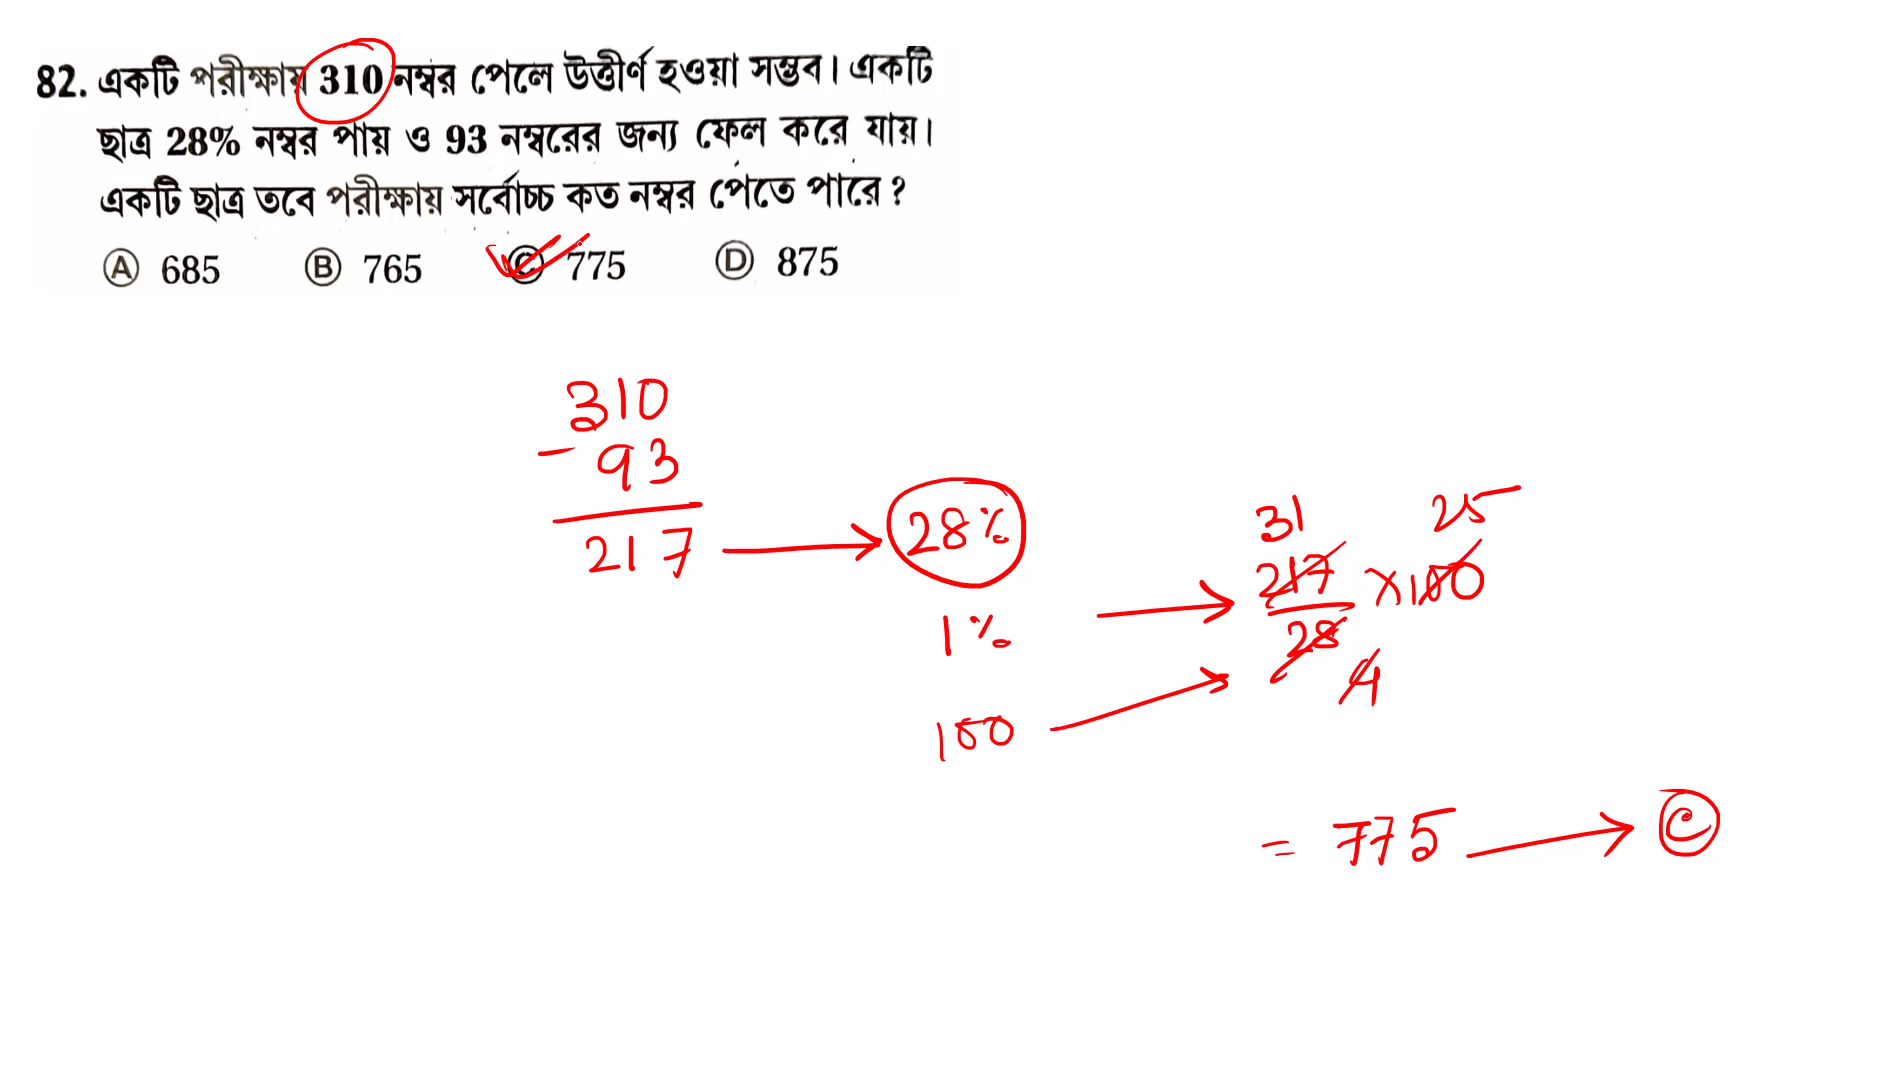 82. একটি পরীক্ষায় 310 নম্বর পেলে উত্তীর্ণ হওয়া সম্ভব। একটি
ছাত্র 28% নম্বর পায় ও 93 নম্বরের জন্য ফেল করে যায়।
একটি ছাত্র তবে পরীক্ষায় সর্বোচ্চ কত নম্বর পেতে পারে?
Ⓐ 685 Ⓑ 765 Ⓒ 775 Ⓓ 875
310
- 93
217 → 28%
31 25
1% → 217 × 100
28
4
100 →
= 775 → Ⓒ